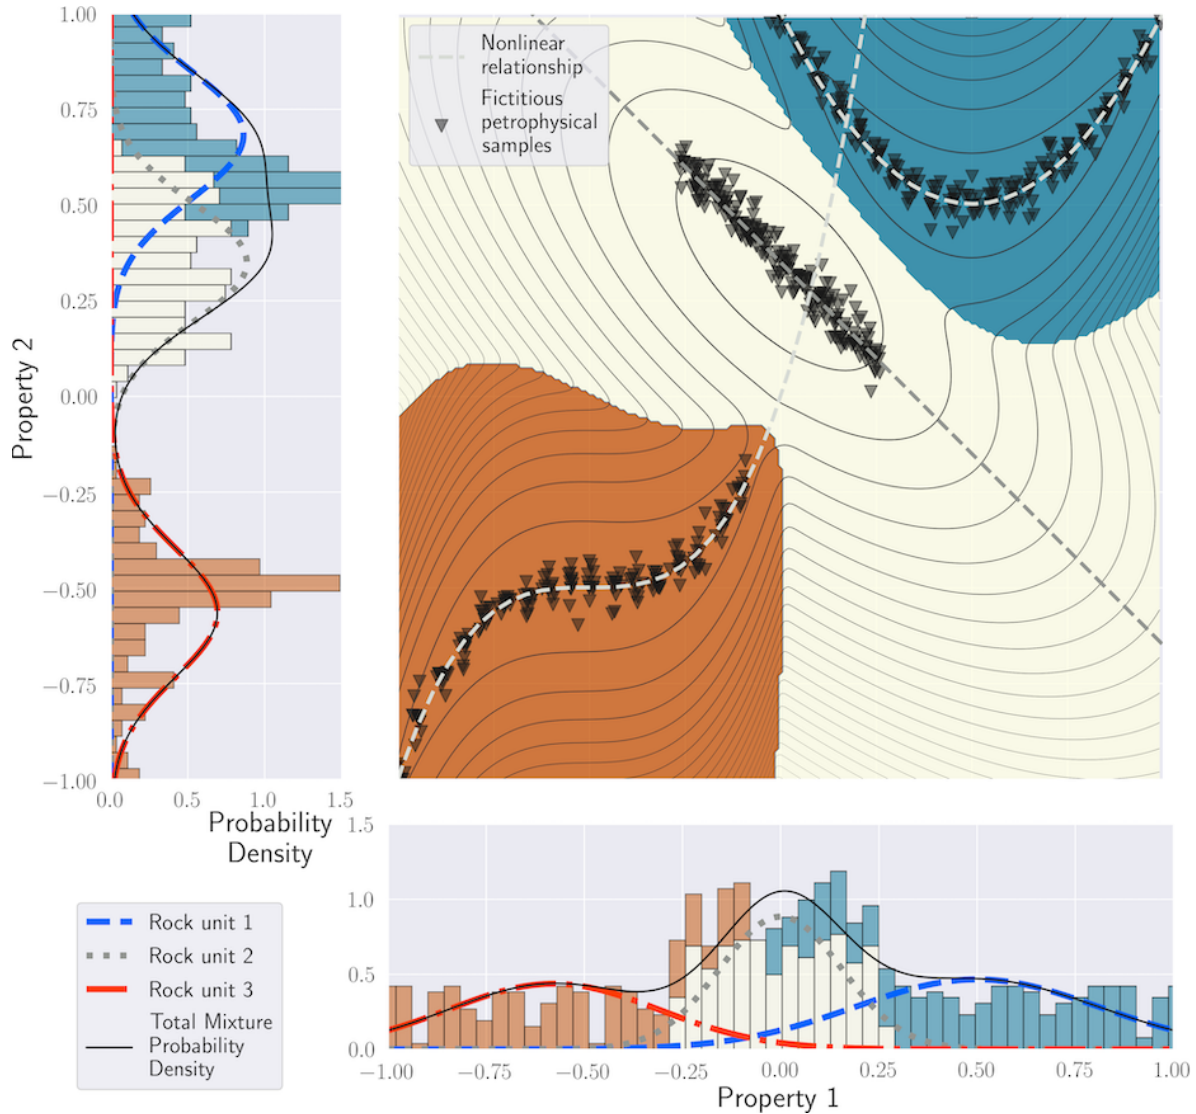 1.00
0.75
0.50
0.25
0.00
−0.25
−0.50
−0.75
−1.00
Property 2
0.0 0.5 1.0 1.5
Probability
Density
Nonlinear
relationship
Fictitious
petrophysical
samples
Rock unit 1
Rock unit 2
Rock unit 3
Total Mixture
Probability
Density
1.5
1.0
0.5
0.0
−1.00 −0.75 −0.50 −0.25 0.00 0.25 0.50 0.75 1.00
Property 1